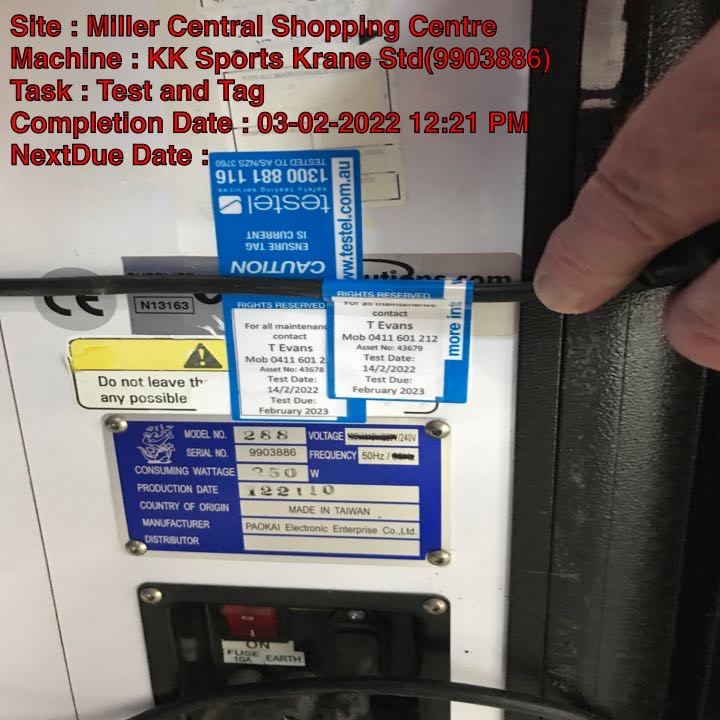 Site : Miller Central Shopping Centre
Machine : KK Sports Krane Std(9903886)
Task : Test and Tag
Completion Date : 03-02-2022 12:21 PM
NextDue Date :
TESTED TO AS/NZS 3760
1300 881 116
safety testing services
testel
ENSURE TAG
IS CURRENT
CAUTION
www.testel.com.au
CE
N13163
utions.com
RIGHTS RESERVED
For all maintenanc
contact
T Evans
Mob 0411 601 2
Asset No: 43678
Test Date:
14/2/2022
Test Due:
February 2023
RIGHTS RESERVED
For all maintenance
contact
T Evans
Mob 0411 601 212
Asset No: 43679
Test Date:
14/2/2022
Test Due:
February 2023
more in
Do not leave th
any possible
MODEL NO. 288 VOLTAGE /240V
SERIAL NO. 9903886 FREQUENCY 50Hz /
CONSUMING WATTAGE 250 W
PRODUCTION DATE 122110
COUNTRY OF ORIGIN MADE IN TAIWAN
MANUFACTURER PAOKAI Electronic Enterprise Co.,Ltd.
DISTRIBUTOR
ON
FUSE EARTH
10A